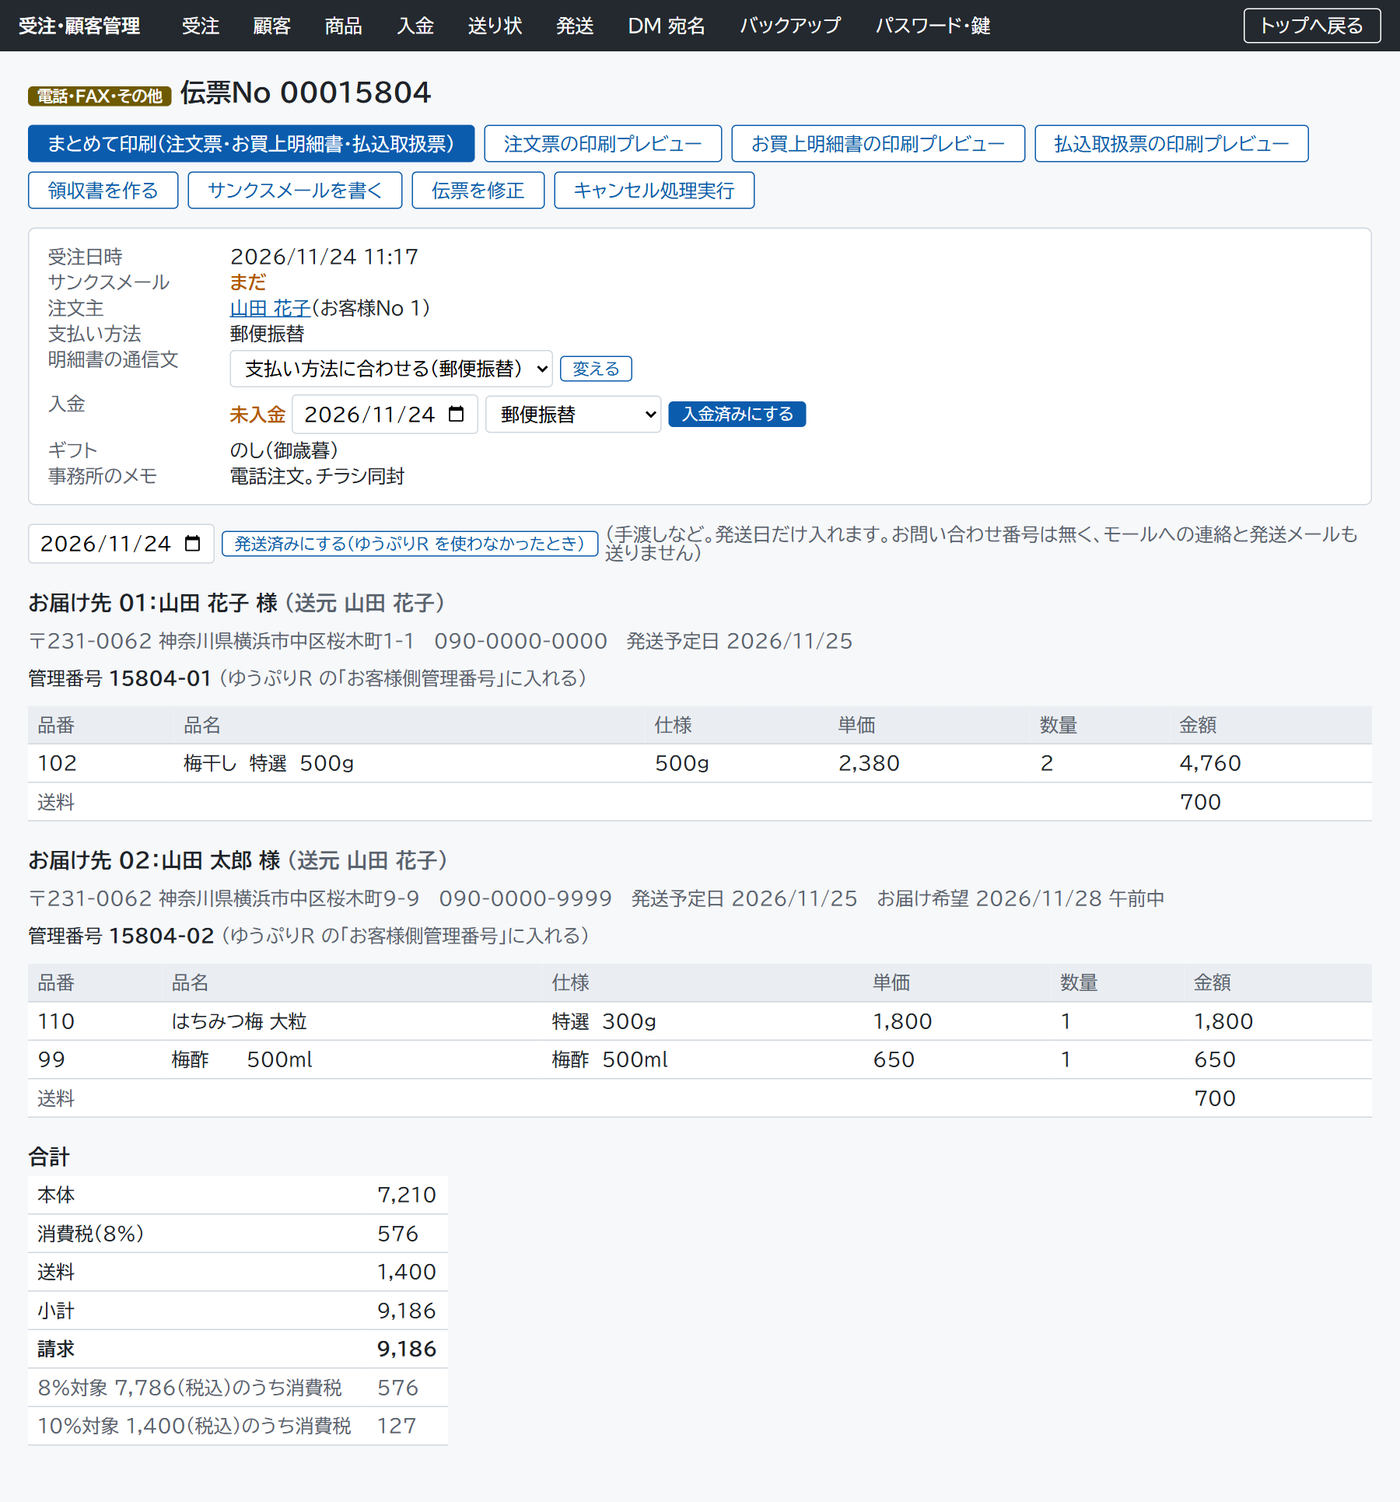 受注・顧客管理 受注 顧客 商品 入金 送り状 発送 DM 宛名 バックアップ パスワード・鍵 トップへ戻る
電話・FAX・その他 伝票No 00015804
まとめて印刷(注文票・お買上明細書・払込取扱票) 注文票の印刷プレビュー お買上明細書の印刷プレビュー 払込取扱票の印刷プレビュー
領収書を作る サンクスメールを書く 伝票を修正 キャンセル処理実行
受注日時 2026/11/24 11:17
サンクスメール まだ
注文主 山田 花子(お客様No 1)
支払い方法 郵便振替
明細書の通信文 支払い方法に合わせる(郵便振替) 変える
入金 未入金 2026/11/24 郵便振替 入金済みにする
ギフト のし(御歳暮)
事務所のメモ 電話注文。チラシ同封
2026/11/24 発送済みにする(ゆうぷりR を使わなかったとき) (手渡しなど。発送日だけ入れます。お問い合わせ番号は無く、モールへの連絡と発送メールも
送りません)
お届け先 01:山田 花子 様 (送元 山田 花子)
〒231-0062 神奈川県横浜市中区桜木町1-1 090-0000-0000 発送予定日 2026/11/25
管理番号 15804-01 (ゆうぷりR の「お客様側管理番号」に入れる)
品番 品名 仕様 単価 数量 金額
102 梅干し 特選 500g 500g 2,380 2 4,760
送料 700
お届け先 02:山田 太郎 様 (送元 山田 花子)
〒231-0062 神奈川県横浜市中区桜木町9-9 090-0000-9999 発送予定日 2026/11/25 お届け希望 2026/11/28 午前中
管理番号 15804-02 (ゆうぷりR の「お客様側管理番号」に入れる)
品番 品名 仕様 単価 数量 金額
110 はちみつ梅 大粒 特選 300g 1,800 1 1,800
99 梅酢 500ml 梅酢 500ml 650 1 650
送料 700
合計
本体 7,210
消費税(8%) 576
送料 1,400
小計 9,186
請求 9,186
8%対象 7,786(税込)のうち消費税 576
10%対象 1,400(税込)のうち消費税 127